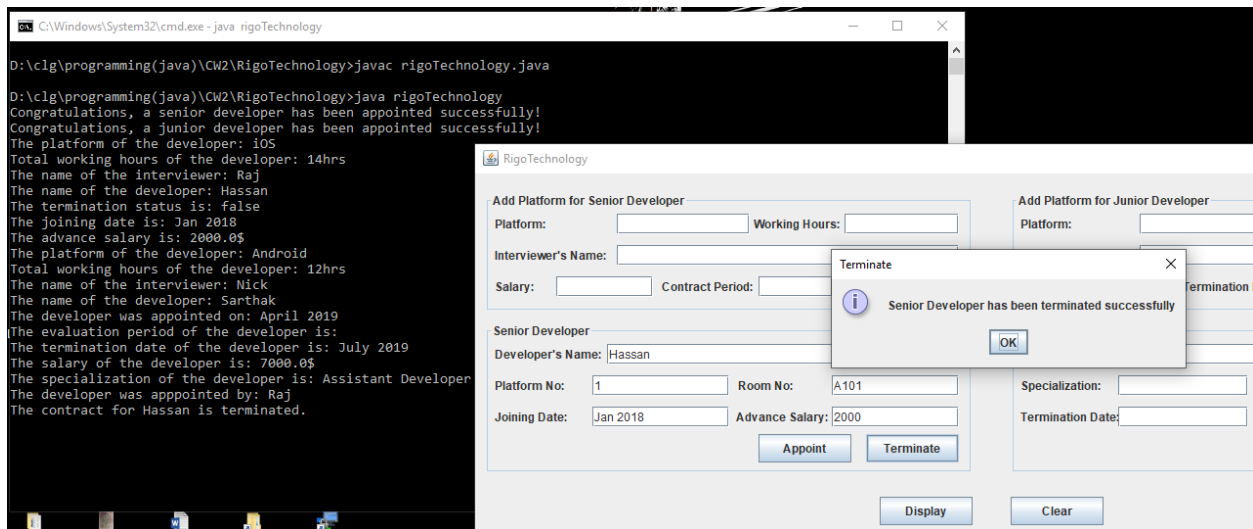 C:\Windows\System32\cmd.exe - java rigoTechnology
D:\clg\programming(java)\CW2\RigoTechnology>javac rigoTechnology.java
D:\clg\programming(java)\CW2\RigoTechnology>java rigoTechnology
Congratulations, a senior developer has been appointed successfully!
Congratulations, a junior developer has been appointed successfully!
The platform of the developer: iOS
Total working hours of the developer: 14hrs
The name of the interviewer: Raj
The name of the developer: Hassan
The termination status is: false
The joining date is: Jan 2018
The advance salary is: 2000.0$
The platform of the developer: Android
Total working hours of the developer: 12hrs
The name of the interviewer: Nick
The name of the developer: Sarthak
The developer was appointed on: April 2019
The evaluation period of the developer is:
The termination date of the developer is: July 2019
The salary of the developer is: 7000.0$
The specialization of the developer is: Assistant Developer
The developer was apppointed by: Raj
The contract for Hassan is terminated.
RigoTechnology
Add Platform for Senior Developer
Platform: Working Hours:
Interviewer's Name:
Salary: Contract Period:
Senior Developer
Developer's Name: Hassan
Platform No: 1 Room No: A101
Joining Date: Jan 2018 Advance Salary: 2000
Appoint Terminate
Add Platform for Junior Developer
Platform:
Termination
Specialization:
Termination Date:
Display Clear
Terminate
Senior Developer has been terminated successfully
OK